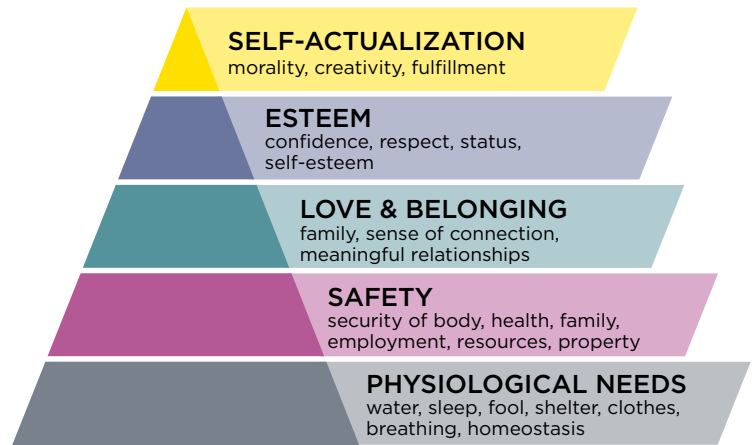 SELF-ACTUALIZATION
morality, creativity, fulfillment
ESTEEM
confidence, respect, status,
self-esteem
LOVE & BELONGING
family, sense of connection,
meaningful relationships
SAFETY
security of body, health, family,
employment, resources, property
PHYSIOLOGICAL NEEDS
water, sleep, fool, shelter, clothes,
breathing, homeostasis